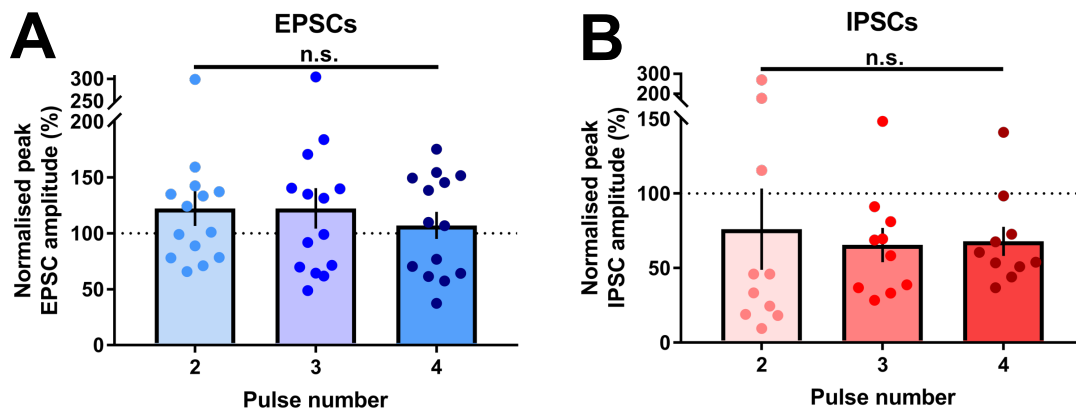 A
EPSCs
n.s.
Normalised peak
EPSC amplitude (%)
300
250
200
150
100
50
0
2
3
4
Pulse number
B
IPSCs
n.s.
Normalised peak
IPSC amplitude (%)
300
200
150
100
50
0
2
3
4
Pulse number